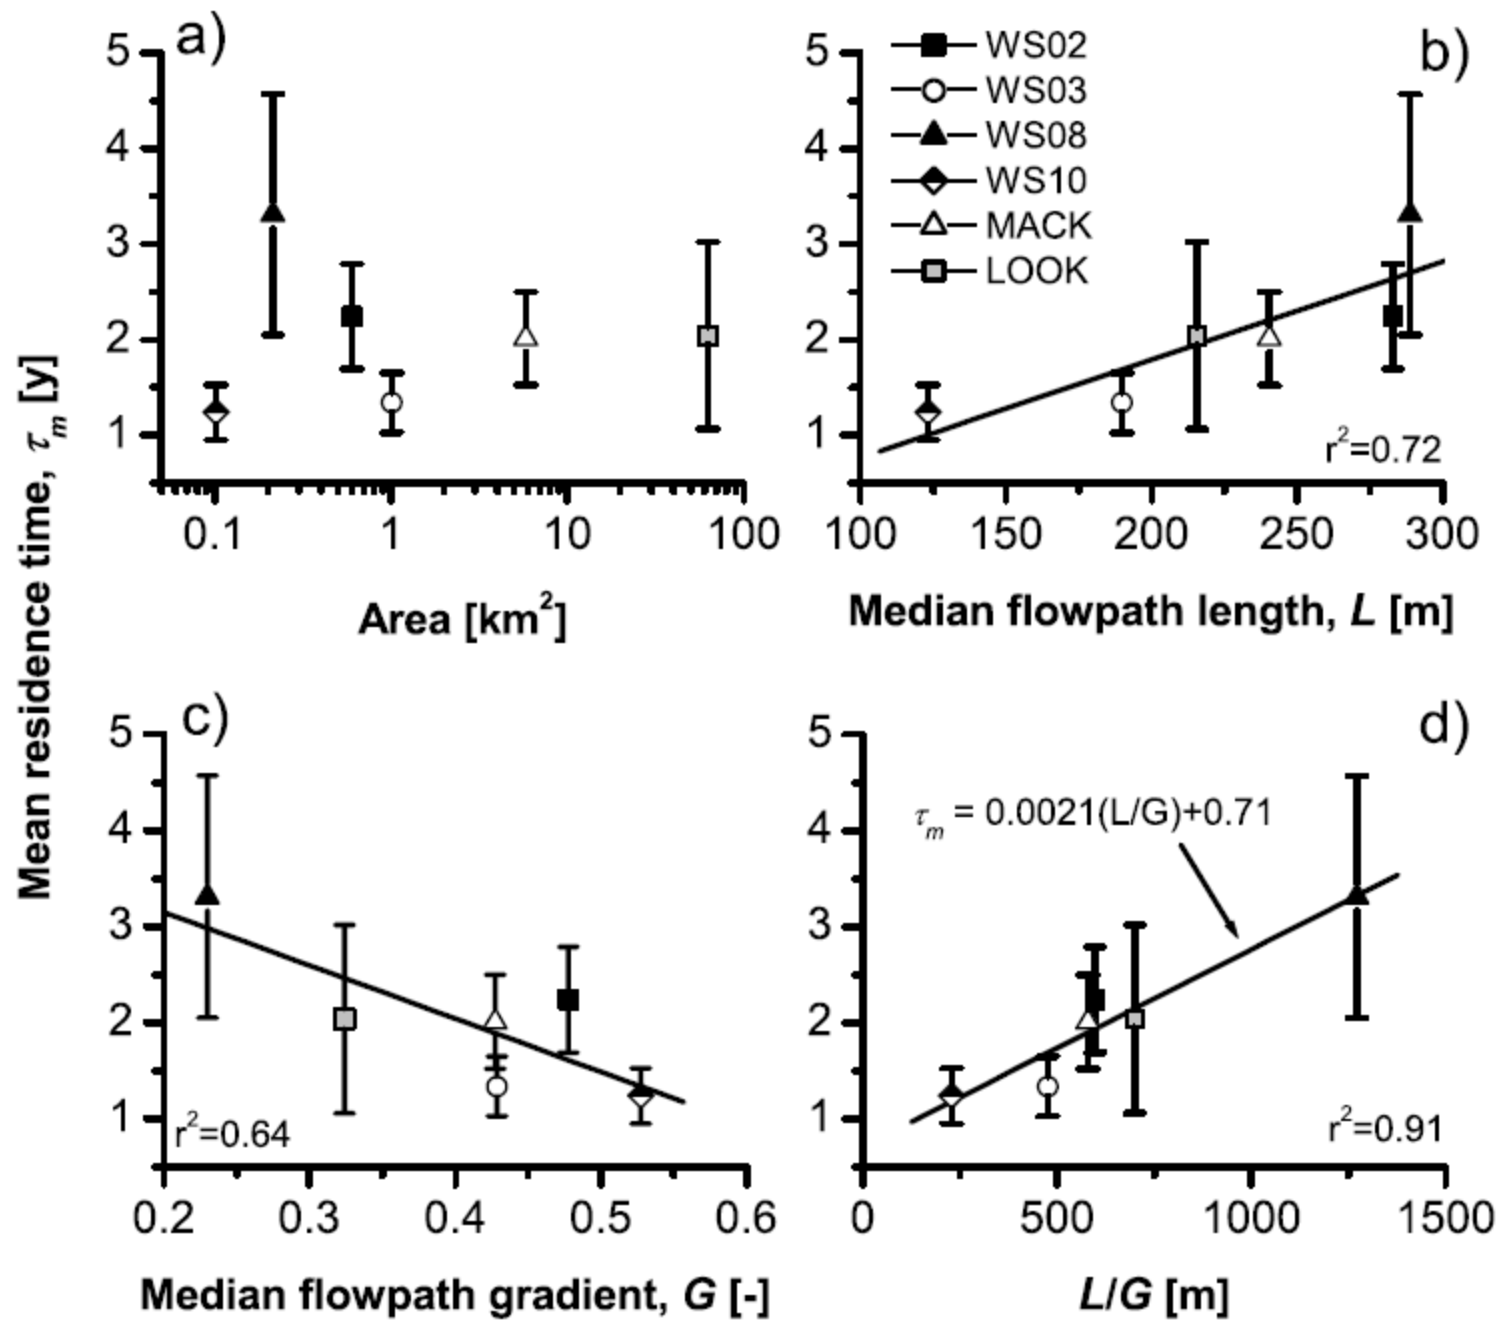 Mean residence time, τm [y]
a)
5
4
3
2
1
0.1 1 10 100
Area [km²]
b)
WS02
WS03
WS08
WS10
MACK
LOOK
5
4
3
2
1
r²=0.72
100 150 200 250 300
Median flowpath length, L [m]
c)
5
4
3
2
1
r²=0.64
0.2 0.3 0.4 0.5 0.6
Median flowpath gradient, G [-]
d)
5
4
3
2
1
τm = 0.0021(L/G)+0.71
r²=0.91
0 500 1000 1500
L/G [m]